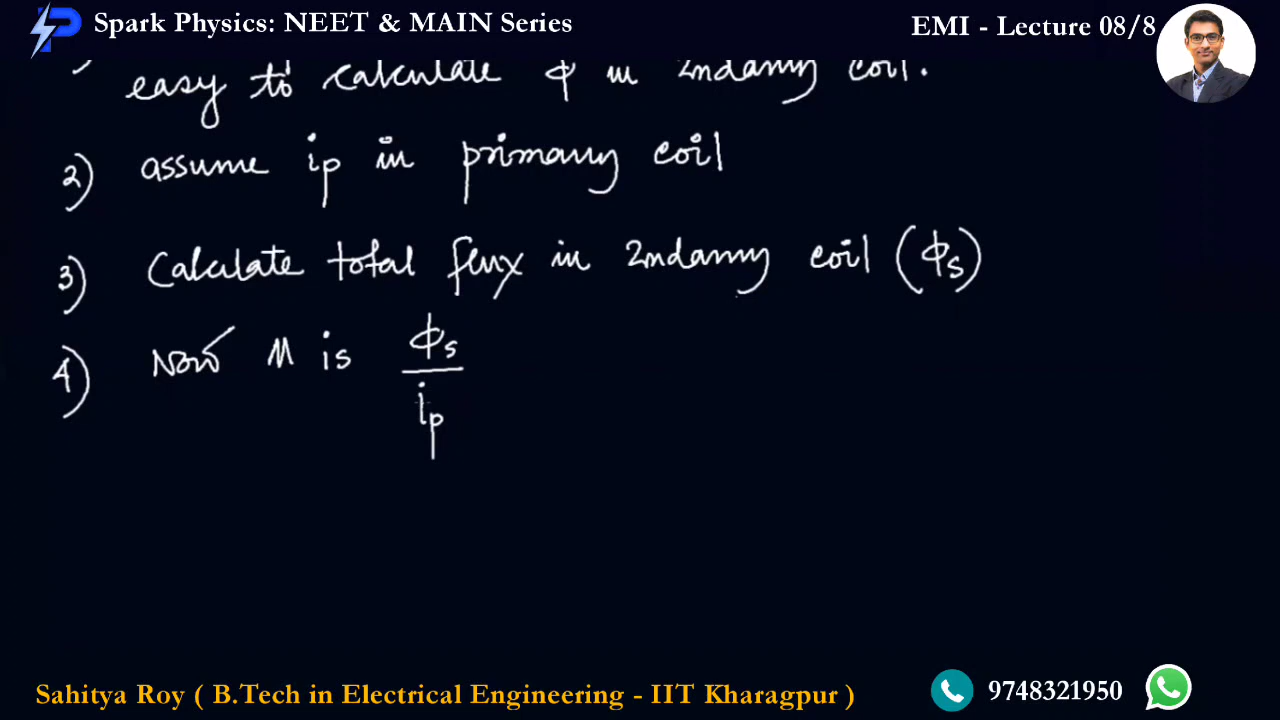 Spark Physics: NEET & MAIN Series
EMI - Lecture 08/8
easy to calculate ϕ in 2ndary coil.
2) assume ip in primary coil
3) Calculate total flux in 2ndary coil (ϕs)
4) Now M is ϕs/ip
Sahitya Roy ( B.Tech in Electrical Engineering - IIT Kharagpur )
9748321950